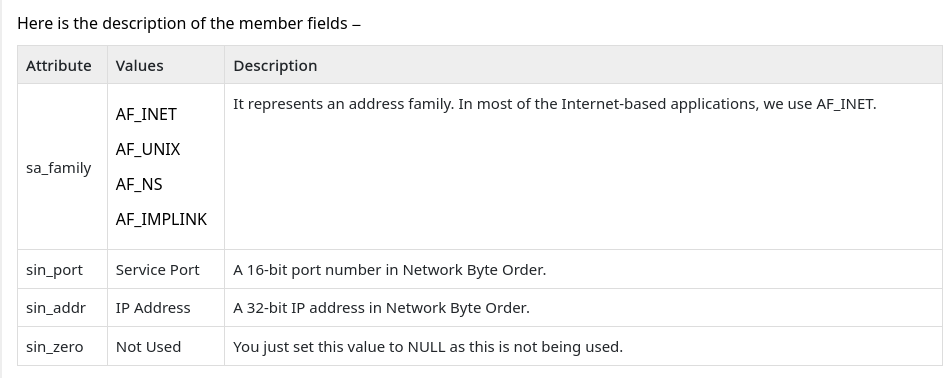 Here is the description of the member fields –
Attribute Values Description
sa_family
AF_INET
AF_UNIX
AF_NS
AF_IMPLINK
It represents an address family. In most of the Internet-based applications, we use AF_INET.
sin_port Service Port A 16-bit port number in Network Byte Order.
sin_addr IP Address A 32-bit IP address in Network Byte Order.
sin_zero Not Used You just set this value to NULL as this is not being used.